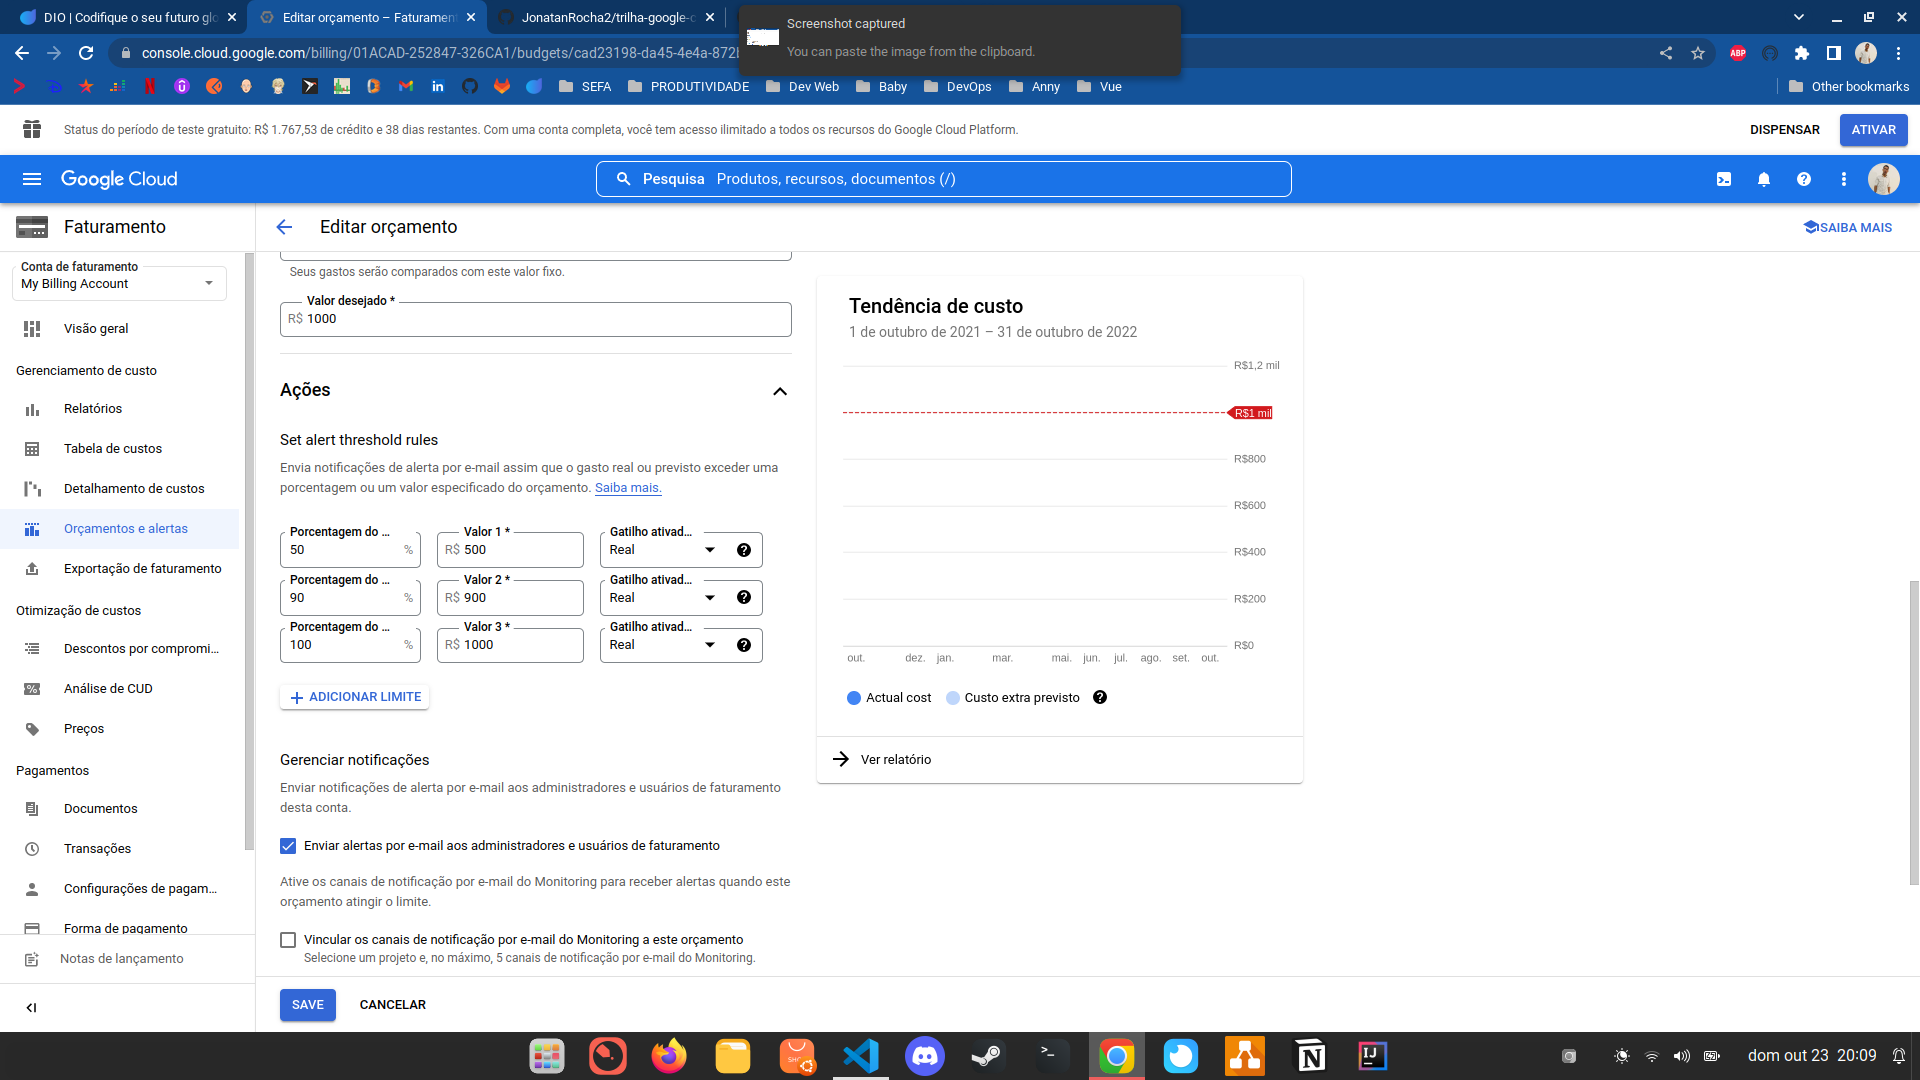 DIO | Codifique o seu futuro glo
Editar orçamento – Faturament
JonatanRocha2/trilha-google-c
Screenshot captured
You can paste the image from the clipboard.
console.cloud.google.com/billing/01ACAD-252847-326CA1/budgets/cad23198-da45-4e4a-872b
ABP
SEFA
PRODUTIVIDADE
Dev Web
Baby
DevOps
Anny
Vue
Other bookmarks
Status do período de teste gratuito: R$ 1.767,53 de crédito e 38 dias restantes. Com uma conta completa, você tem acesso ilimitado a todos os recursos do Google Cloud Platform.
DISPENSAR
ATIVAR
Google Cloud
Pesquisa Produtos, recursos, documentos (/)
Faturamento
Editar orçamento
SAIBA MAIS
Conta de faturamento
My Billing Account
Visão geral
Gerenciamento de custo
Relatórios
Tabela de custos
Detalhamento de custos
Orçamentos e alertas
Exportação de faturamento
Otimização de custos
Descontos por compromi...
Análise de CUD
Preços
Pagamentos
Documentos
Transações
Configurações de pagam...
Forma de pagamento
Notas de lançamento
Seus gastos serão comparados com este valor fixo.
Valor desejado *
R$ 1000
Ações
Set alert threshold rules
Envia notificações de alerta por e-mail assim que o gasto real ou previsto exceder uma
porcentagem ou um valor especificado do orçamento. Saiba mais.
Porcentagem do ...
50 %
Valor 1 *
R$ 500
Gatilho ativad...
Real
Porcentagem do ...
90 %
Valor 2 *
R$ 900
Gatilho ativad...
Real
Porcentagem do ...
100 %
Valor 3 *
R$ 1000
Gatilho ativad...
Real
ADICIONAR LIMITE
Gerenciar notificações
Enviar notificações de alerta por e-mail aos administradores e usuários de faturamento
desta conta.
Enviar alertas por e-mail aos administradores e usuários de faturamento
Ative os canais de notificação por e-mail do Monitoring para receber alertas quando este
orçamento atingir o limite.
Vincular os canais de notificação por e-mail do Monitoring a este orçamento
Selecione um projeto e, no máximo, 5 canais de notificação por e-mail do Monitoring.
SAVE
CANCELAR
Tendência de custo
1 de outubro de 2021 – 31 de outubro de 2022
R$1,2 mil
R$1 mil
R$800
R$600
R$400
R$200
R$0
out. dez. jan. mar. mai. jun. jul. ago. set. out.
Actual cost
Custo extra previsto
Ver relatório
dom out 23 20:09